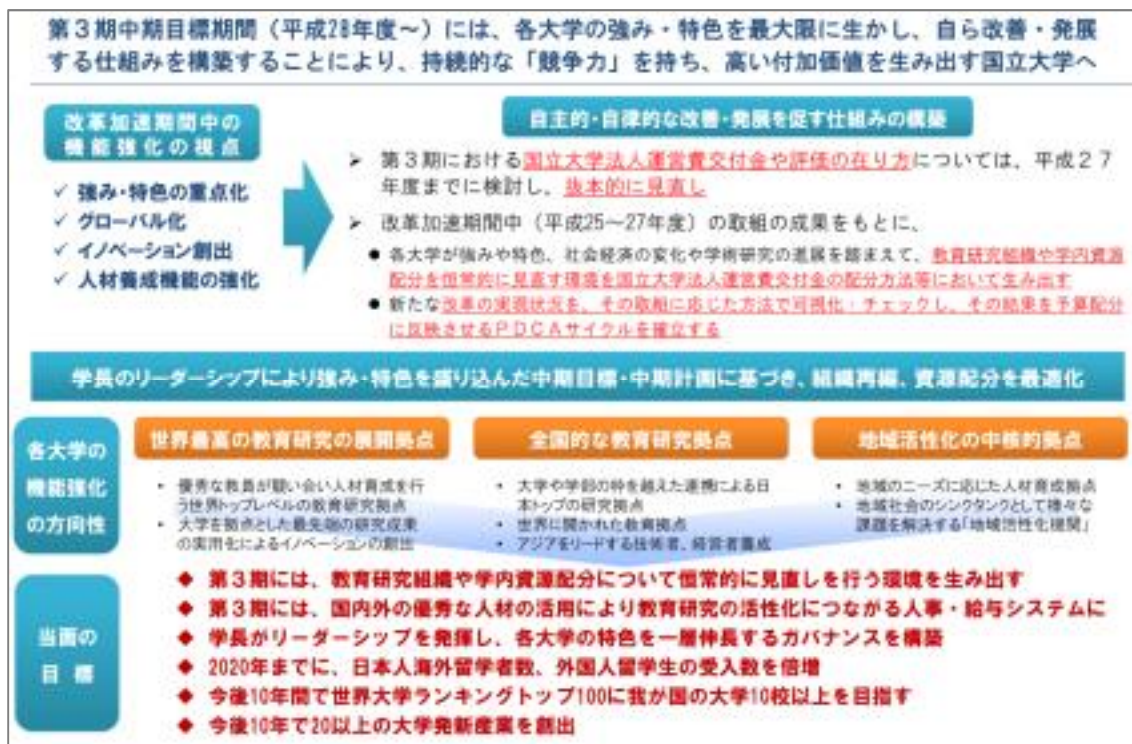 第３期中期目標期間（平成28年度～）には、各大学の強み・特色を最大限に生かし、自ら改善・発展
する仕組みを構築することにより、持続的な「競争力」を持ち、高い付加価値を生み出す国立大学へ
改革加速期間中の
機能強化の視点
✓ 強み・特色の重点化
✓ グローバル化
✓ イノベーション創出
✓ 人材養成機能の強化
自主的・自律的な改善・発展を促す仕組みの構築
➢ 第３期における国立大学法人運営費交付金や評価の在り方については、平成２７
年度までに検討し、抜本的に見直し
➢ 改革加速期間中（平成25～27年度）の取組の成果をもとに、
● 各大学が強みや特色、社会経済の変化や学術研究の進展を踏まえて、教育研究組織や学内資源
配分を恒常的に見直す環境を国立大学法人運営費交付金の配分方法等において生み出す
● 新たな改革の実現状況を、その取組に応じた方法で可視化・チェックし、その結果を予算配分
に反映させるＰＤＣＡサイクルを確立する
学長のリーダーシップにより強み・特色を盛り込んだ中期目標・中期計画に基づき、組織再編、資源配分を最適化
各大学の
機能強化
の方向性
世界最高の教育研究の展開拠点
・ 優秀な教員が競い合い人材育成を行
う世界トップレベルの教育研究拠点
・ 大学を拠点とした最先端の研究成果
の実用化によるイノベーションの創出
全国的な教育研究拠点
・ 大学や学部の枠を越えた連携による日
本トップの研究拠点
・ 世界に開かれた教育拠点
・ アジアをリードする技術者、経営者養成
地域活性化の中核的拠点
・ 地域のニーズに応じた人材育成拠点
・ 地域社会のシンクタンクとして様々な
課題を解決する「地域活性化機関」
当面の
目標
◆ 第３期には、教育研究組織や学内資源配分について恒常的に見直しを行う環境を生み出す
◆ 第３期には、国内外の優秀な人材の活用により教育研究の活性化につながる人事・給与システムに
◆ 学長がリーダーシップを発揮し、各大学の特色を一層伸長するガバナンスを構築
◆ 2020年までに、日本人海外留学者数、外国人留学生の受入数を倍増
◆ 今後10年間で世界大学ランキングトップ100に我が国の大学10校以上を目指す
◆ 今後10年で20以上の大学発新産業を創出